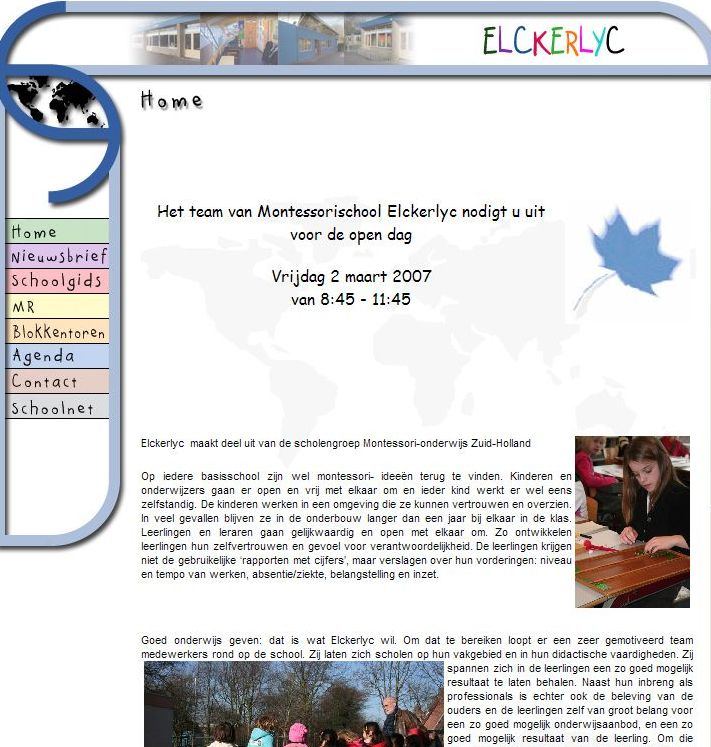 ELCKERLYC
Home
Home
Nieuwsbrief
Schoolgids
MR
Blokkentoren
Agenda
Contact
Schoolnet
Het team van Montessorischool Elckerlyc nodigt u uit
voor de open dag
Vrijdag 2 maart 2007
van 8:45 - 11:45
Elckerlyc maakt deel uit van de scholengroep Montessori-onderwijs Zuid-Holland
Op iedere basisschool zijn wel montessori- ideeën terug te vinden. Kinderen en
onderwijzers gaan er open en vrij met elkaar om en ieder kind werkt er wel eens
zelfstandig. De kinderen werken in een omgeving die ze kunnen vertrouwen en overzien.
In veel gevallen blijven ze in de onderbouw langer dan een jaar bij elkaar in de klas.
Leerlingen en leraren gaan gelijkwaardig en open met elkaar om. Zo ontwikkelen
leerlingen hun zelfvertrouwen en gevoel voor verantwoordelijkheid. De leerlingen krijgen
niet de gebruikelijke 'rapporten met cijfers', maar verslagen over hun vorderingen: niveau
en tempo van werken, absentie/ziekte, belangstelling en inzet.
Goed onderwijs geven: dat is wat Elckerlyc wil. Om dat te bereiken loopt er een zeer gemotiveerd team
medewerkers rond op de school. Zij laten zich scholen op hun vakgebied en in hun didactische vaardigheden. Zij
spannen zich in de leerlingen een zo goed mogelijk
resultaat te laten behalen. Naast hun inbreng als
professionals is echter ook de beleving van de
ouders en de leerlingen zelf van groot belang voor
een zo goed mogelijk onderwijsaanbod, en een zo
goed mogelijk resultaat van de leerling. Om die